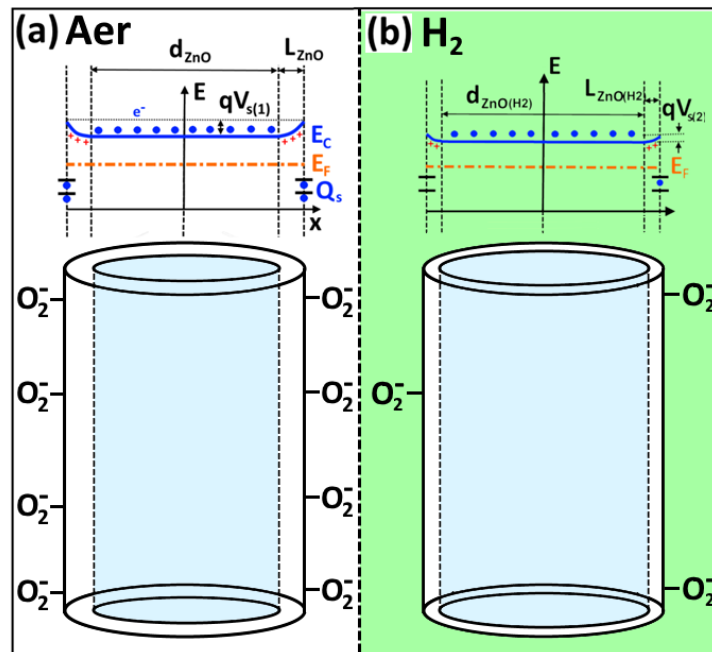 (a) Aer
d_ZnO
L_ZnO
E
e⁻
qV_s(1)
E_C
E_F
Q_s
x
O₂⁻
O₂⁻
O₂⁻
O₂⁻
O₂⁻
O₂⁻
O₂⁻
O₂⁻
(b) H₂
E
L_ZnO(H2)
d_ZnO(H2)
qV_s(2)
E_F
O₂⁻
O₂⁻
O₂⁻